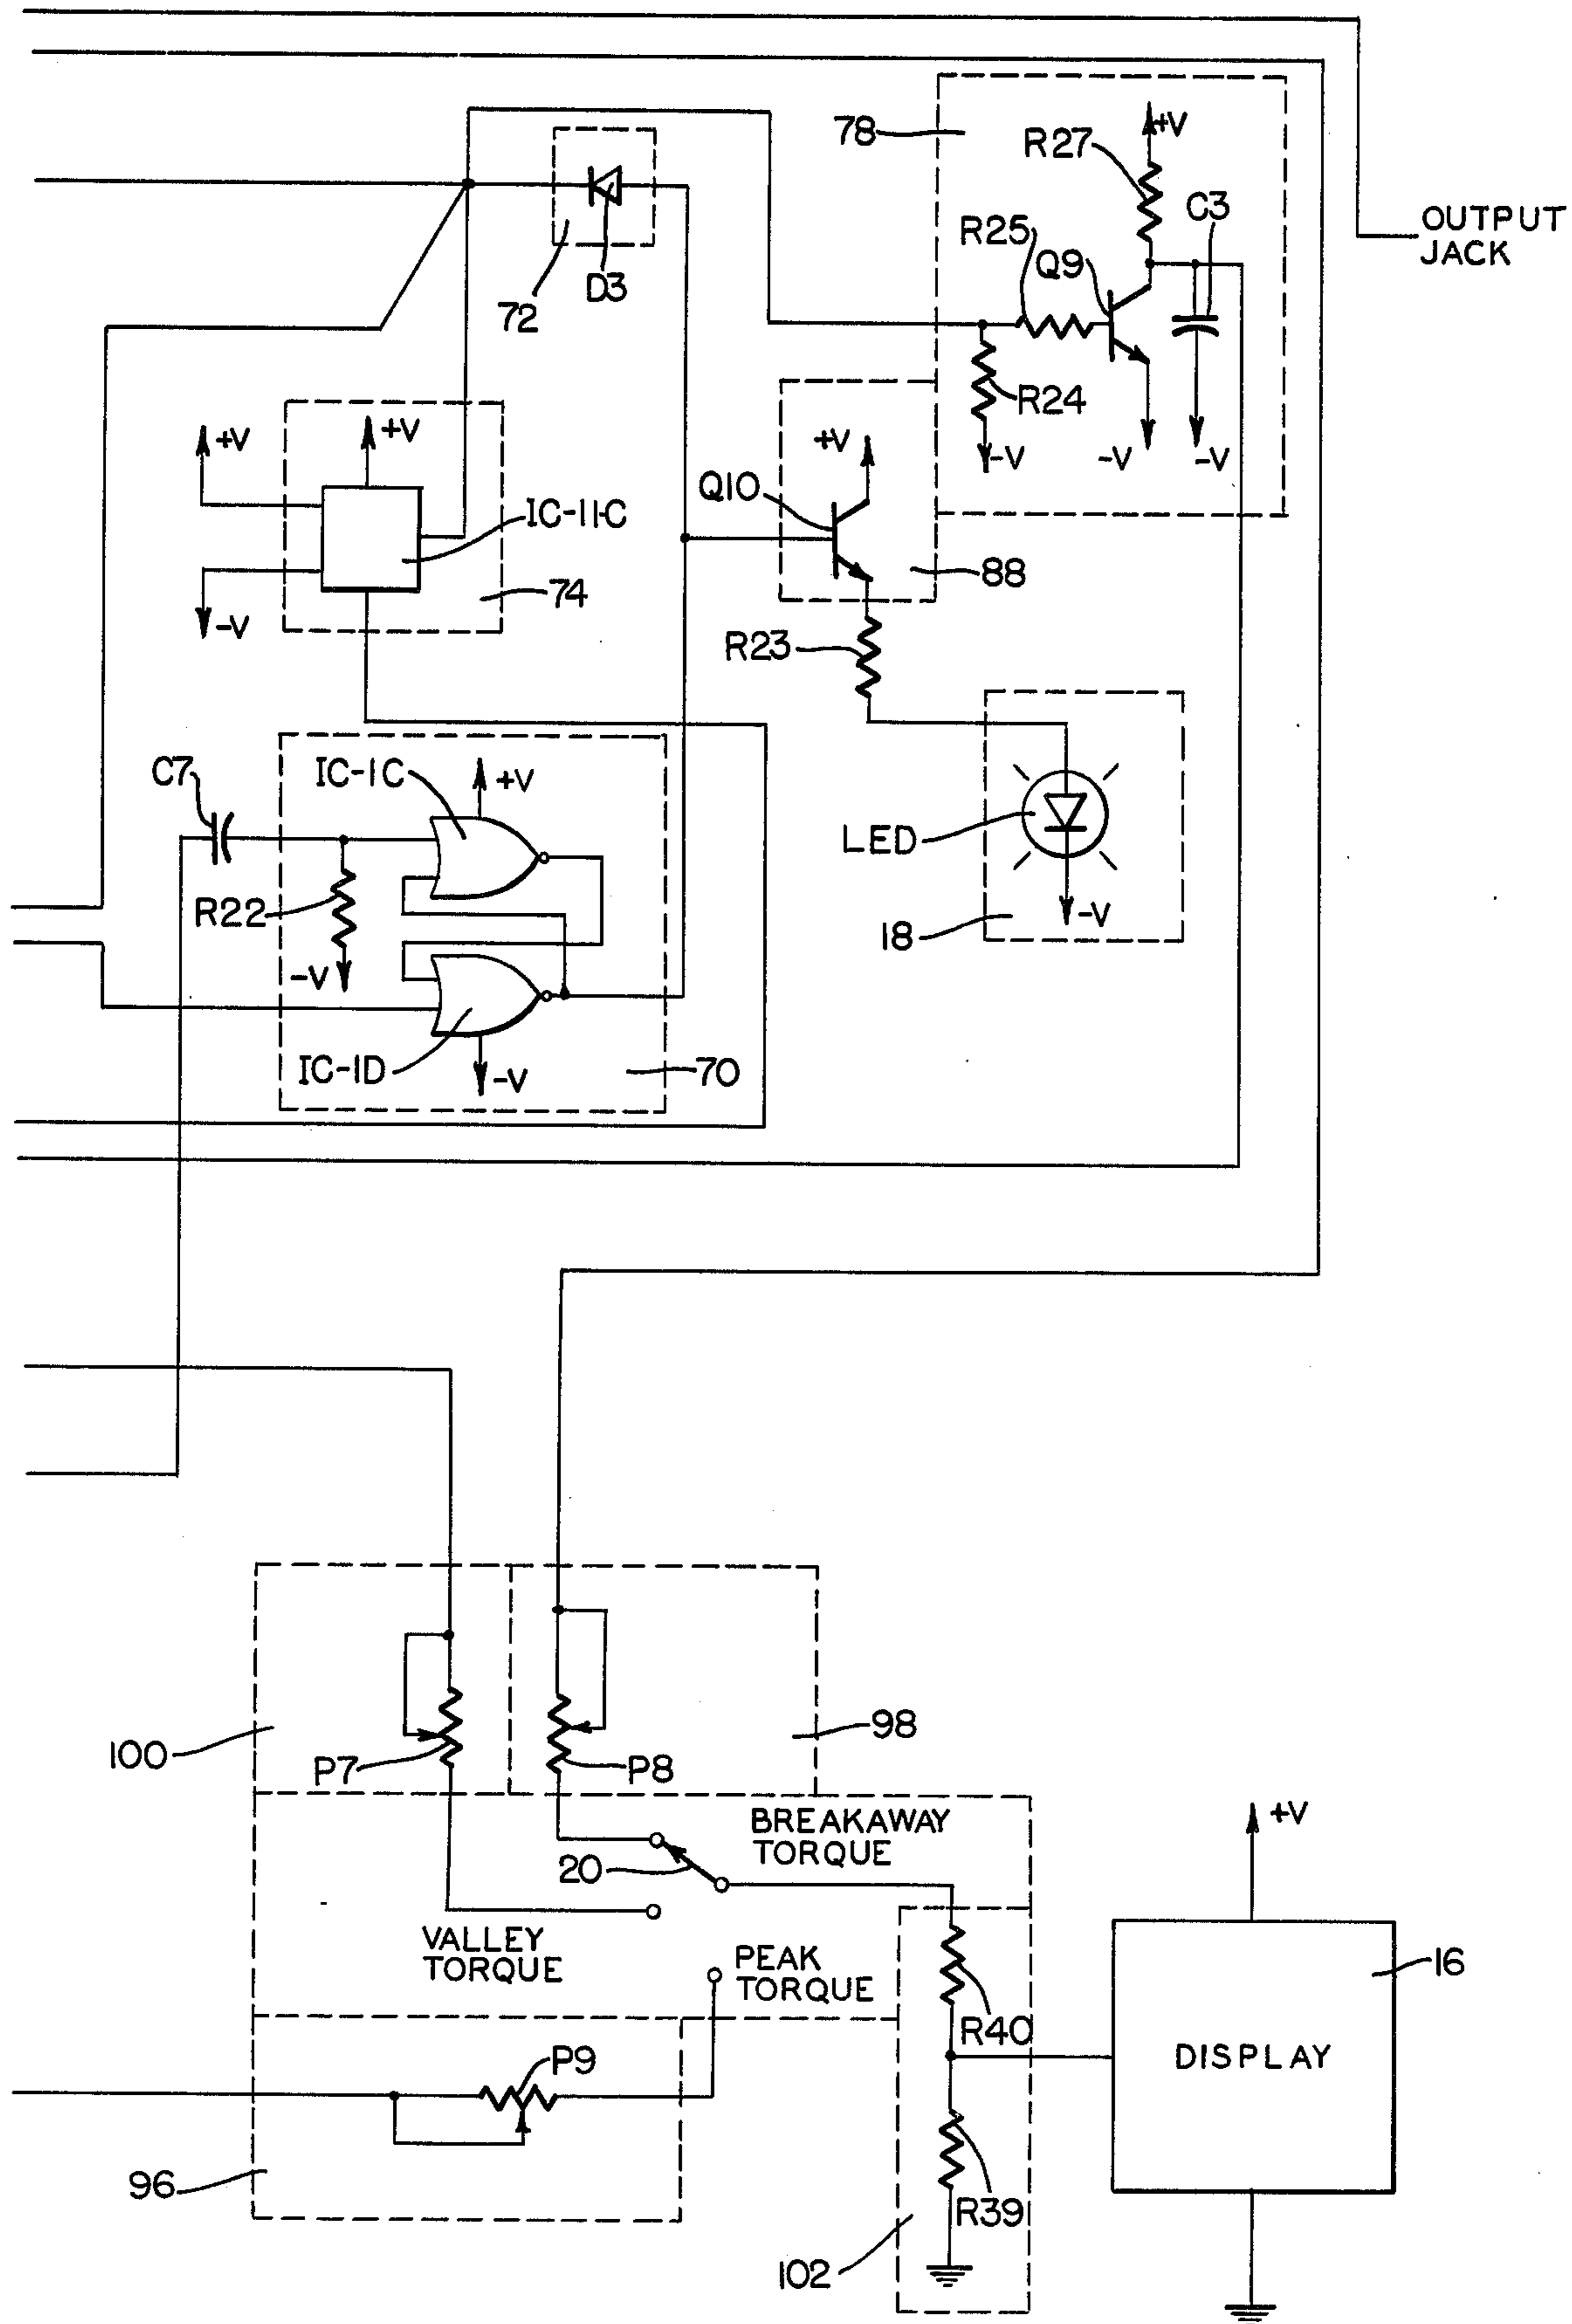 78
+V
R27
C3
OUTPUT
JACK
R25
Q9
D3
72
R24
-V
-V
-V
+V
+V
+V
Q10
IC-11-C
88
74
-V
R23
C7
IC-1C
+V
LED
R22
-V
-V
18
IC-1D
-V
70
100
P7
P8
98
BREAKAWAY
TORQUE
+V
20
VALLEY
TORQUE
PEAK
TORQUE
16
R40
DISPLAY
P9
96
R39
102